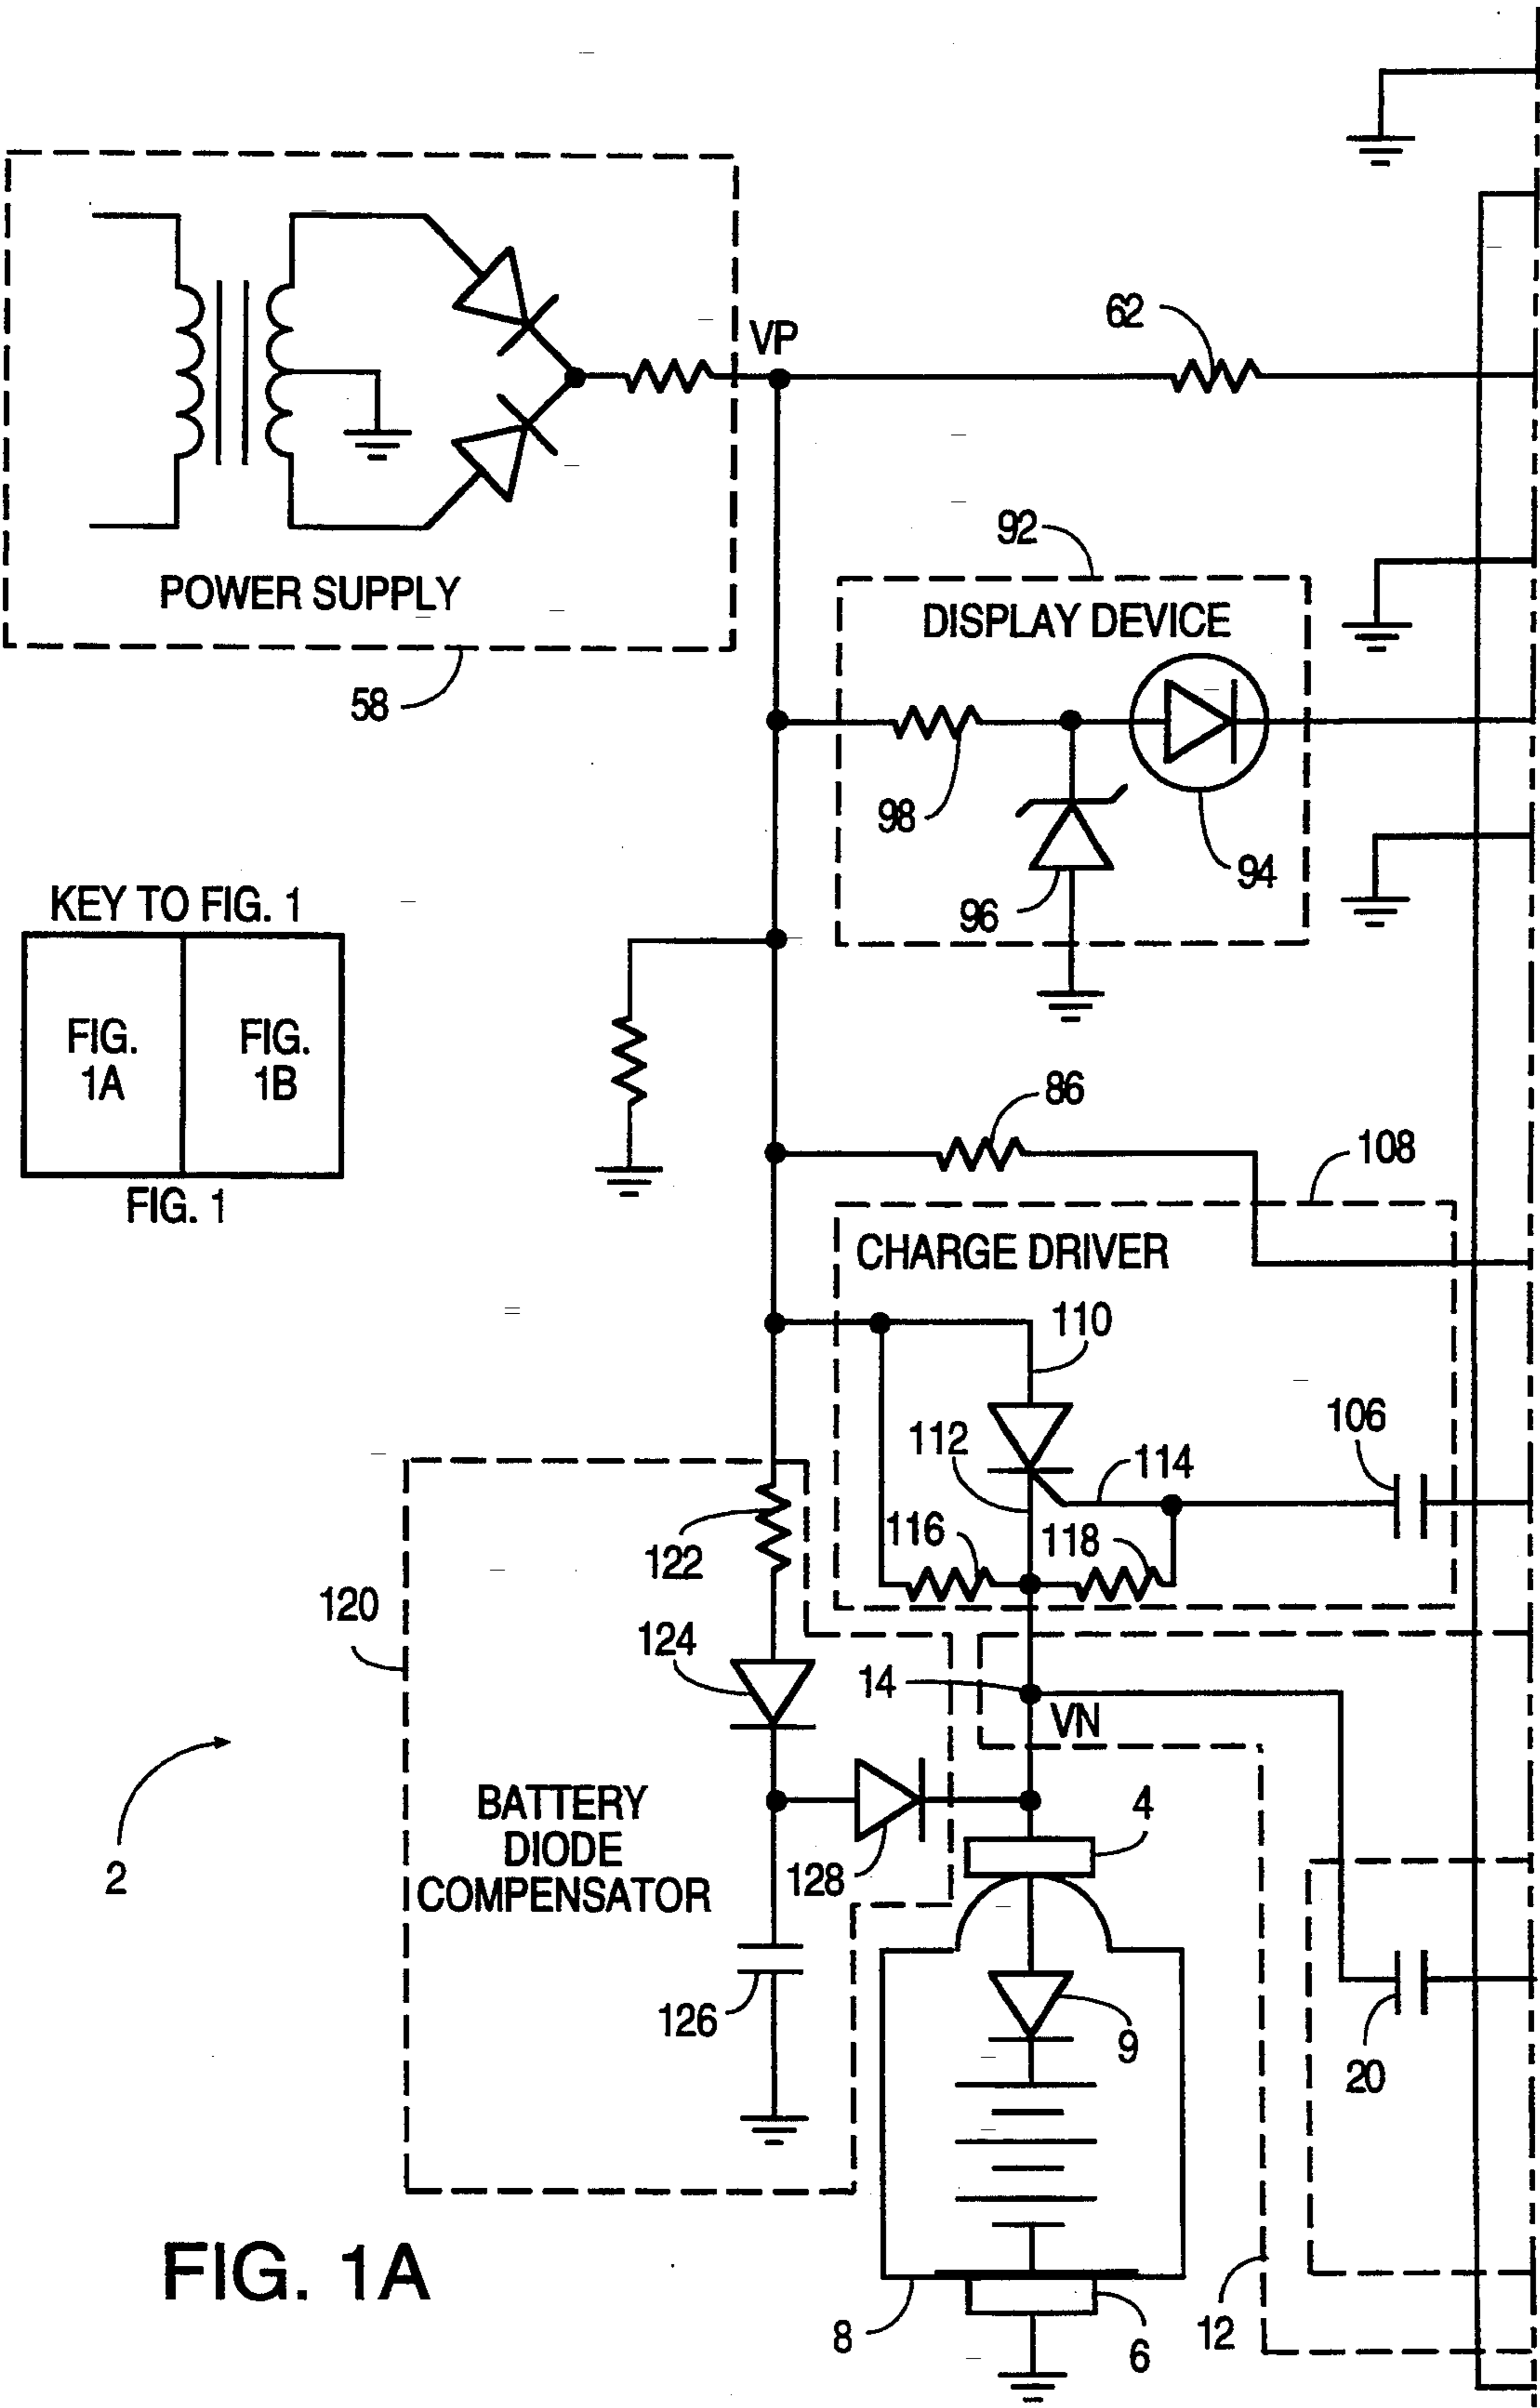 62
VP
92
POWER SUPPLY
DISPLAY DEVICE
58
98
94
96
KEY TO FIG. 1
FIG.
1A
FIG.
1B
FIG. 1
86
108
CHARGE DRIVER
110
106
112
114
116
118
122
120
124
14
VN
2
BATTERY
DIODE
COMPENSATOR
128
4
126
9
20
FIG. 1A
8
6
12